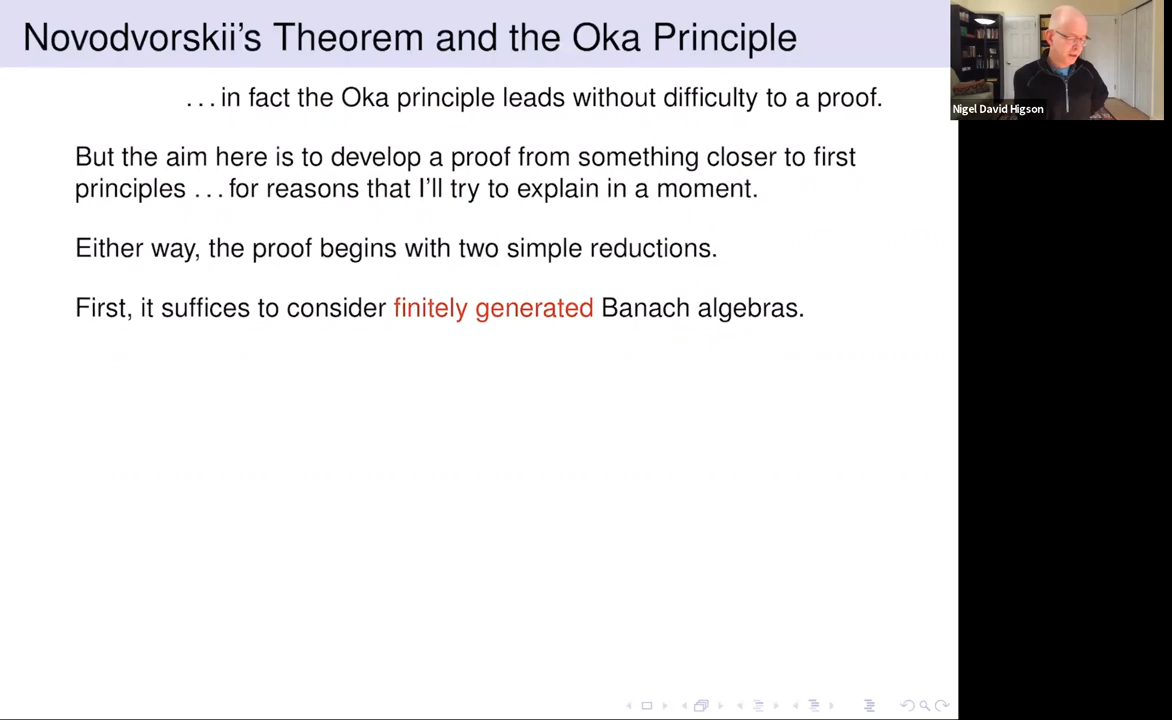 Novodvorskii's Theorem and the Oka Principle
Nigel David Higson
...in fact the Oka principle leads without difficulty to a proof.
But the aim here is to develop a proof from something closer to first
principles ...for reasons that I'll try to explain in a moment.
Either way, the proof begins with two simple reductions.
First, it suffices to consider finitely generated Banach algebras.